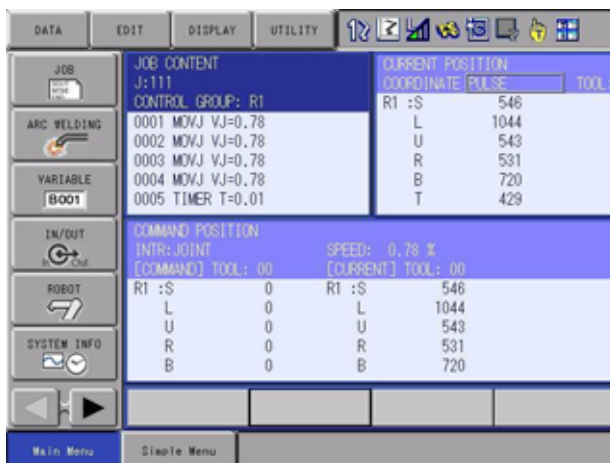 DATA EDIT DISPLAY UTILITY
JOB
ARC WELDING
VARIABLE
B001
IN/OUT
In Out
ROBOT
SYSTEM INFO
JOB CONTENT
J:111
CONTROL GROUP: R1
0001 MOVJ VJ=0.78
0002 MOVJ VJ=0.78
0003 MOVJ VJ=0.78
0004 MOVJ VJ=0.78
0005 TIMER T=0.01
CURRENT POSITION
COORDINATE PULSE TOOL:
R1 :S 546
L 1044
U 543
R 531
B 720
T 429
COMMAND POSITION
INTR:JOINT SPEED: 0.78 %
[COMMAND] TOOL: 00 [CURRENT] TOOL: 00
R1 :S 0 R1 :S 546
L 0 L 1044
U 0 U 543
R 0 R 531
B 0 B 720
Main Menu Simple Menu